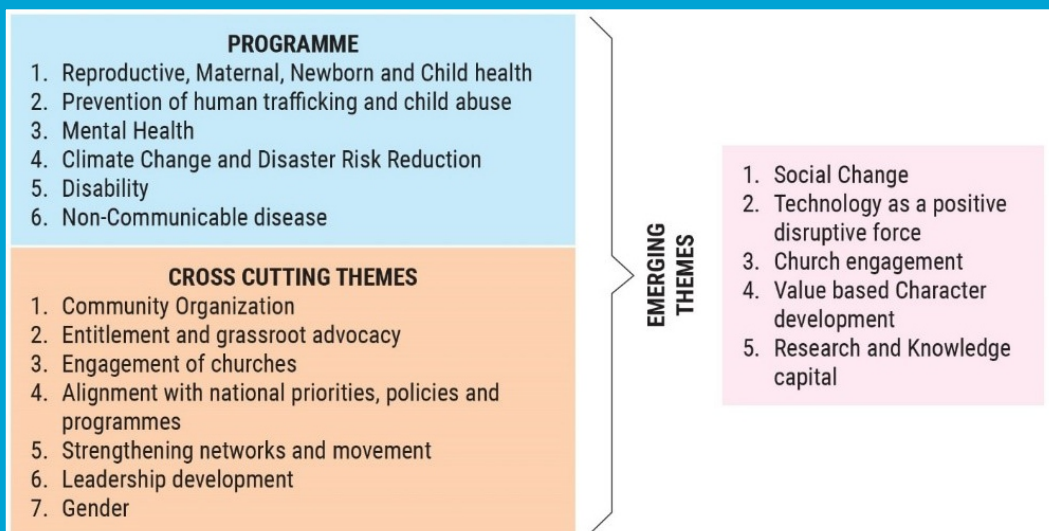 PROGRAMME
1. Reproductive, Maternal, Newborn and Child health
2. Prevention of human trafficking and child abuse
3. Mental Health
4. Climate Change and Disaster Risk Reduction
5. Disability
6. Non-Communicable disease
CROSS CUTTING THEMES
1. Community Organization
2. Entitlement and grassroot advocacy
3. Engagement of churches
4. Alignment with national priorities, policies and
programmes
5. Strengthening networks and movement
6. Leadership development
7. Gender
EMERGING
THEMES
1. Social Change
2. Technology as a positive
disruptive force
3. Church engagement
4. Value based Character
development
5. Research and Knowledge
capital